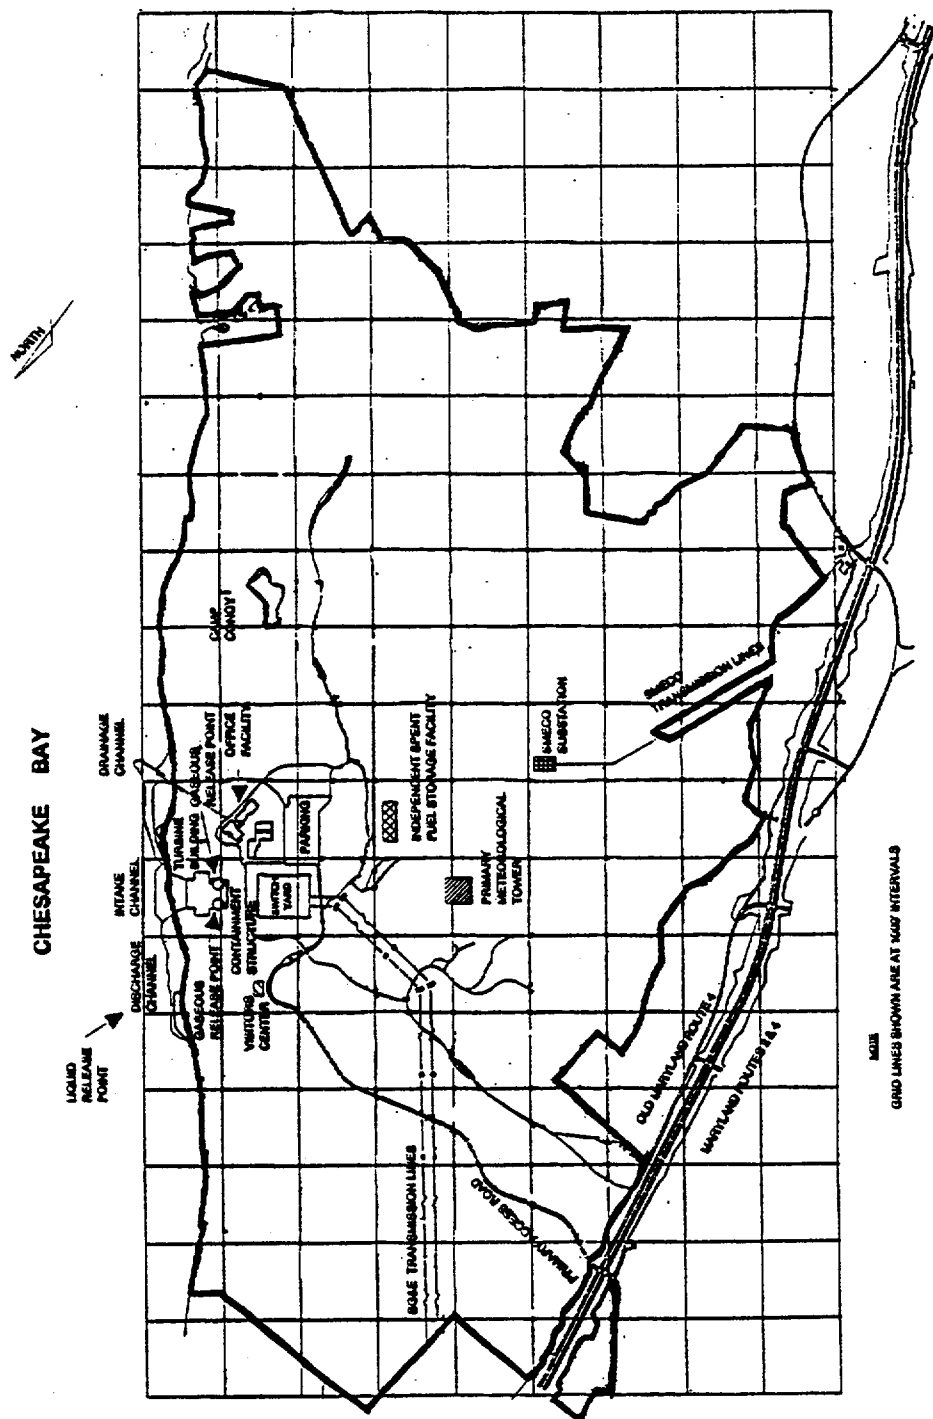 CHESAPEAKE BAY
NORTH
LIQUID
RELEASE
POINT
DISCHARGE
CHANNEL
INTAKE
CHANNEL
DRAINAGE
CHANNEL
GASEOUS
RELEASE POINT
TURBINE
BUILDING
GASEOUS
RELEASE POINT
OFFICE
FACILITY
CAMP
CONOY
VISITORS
CENTER
CONTAINMENT
STRUCTURE
SWITCH
YARD
PARKING
INDEPENDENT SPENT
FUEL STORAGE FACILITY
PRIMARY
METEOROLOGICAL
TOWER
SMECO
SUBSTATION
SMECO
TRANSMISSION LINES
BG&E TRANSMISSION LINES
PRIMARY ACCESS ROAD
OLD MARYLAND ROUTE 4
MARYLAND ROUTES 2 & 4
NOTE
GRID LINES SHOWN ARE AT 1000' INTERVALS